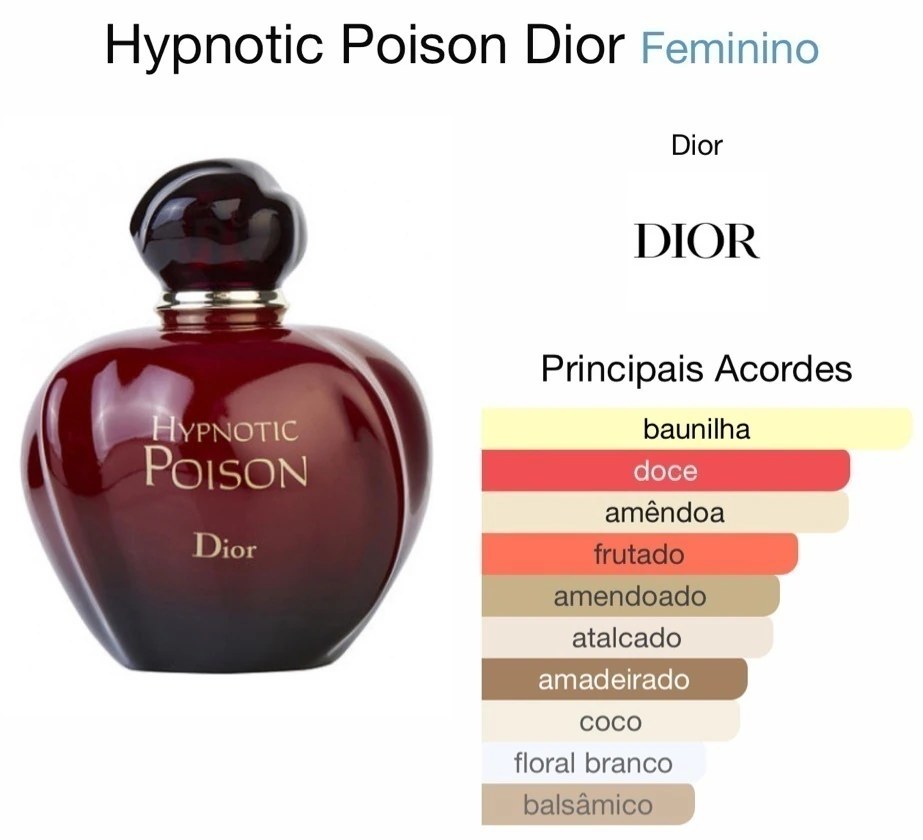 Hypnotic Poison Dior Feminino
Dior
DIOR
HYPNOTIC
POISON
Dior
Principais Acordes
baunilha
doce
amêndoa
frutado
amendoado
atalcado
amadeirado
coco
floral branco
balsâmico